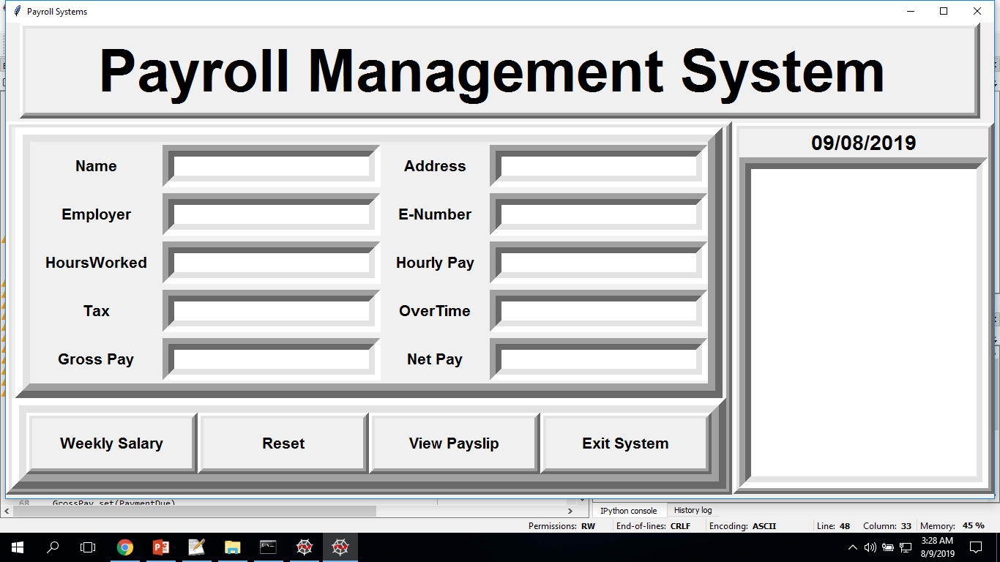 Payroll Systems
Payroll Management System
09/08/2019
Name
Address
Employer
E-Number
HoursWorked
Hourly Pay
Tax
OverTime
Gross Pay
Net Pay
Weekly Salary
Reset
View Payslip
Exit System
68 GrossPay.set(PaymentDue)
IPython console
History log
Permissions: RW End-of-lines: CRLF Encoding: ASCII Line: 48 Column: 33 Memory: 45 %
3:28 AM
8/9/2019